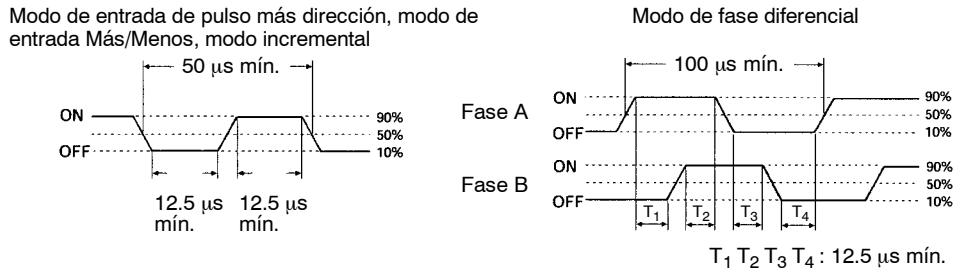 Modo de entrada de pulso más dirección, modo de
entrada Más/Menos, modo incremental
50 µs mín.
ON
OFF
90%
50%
10%
12.5 µs
mín.
12.5 µs
mín.
Modo de fase diferencial
100 µs mín.
Fase A
ON
OFF
90%
50%
10%
Fase B
ON
OFF
90%
50%
10%
T1 T2 T3 T4
T1 T2 T3 T4 : 12.5 µs mín.